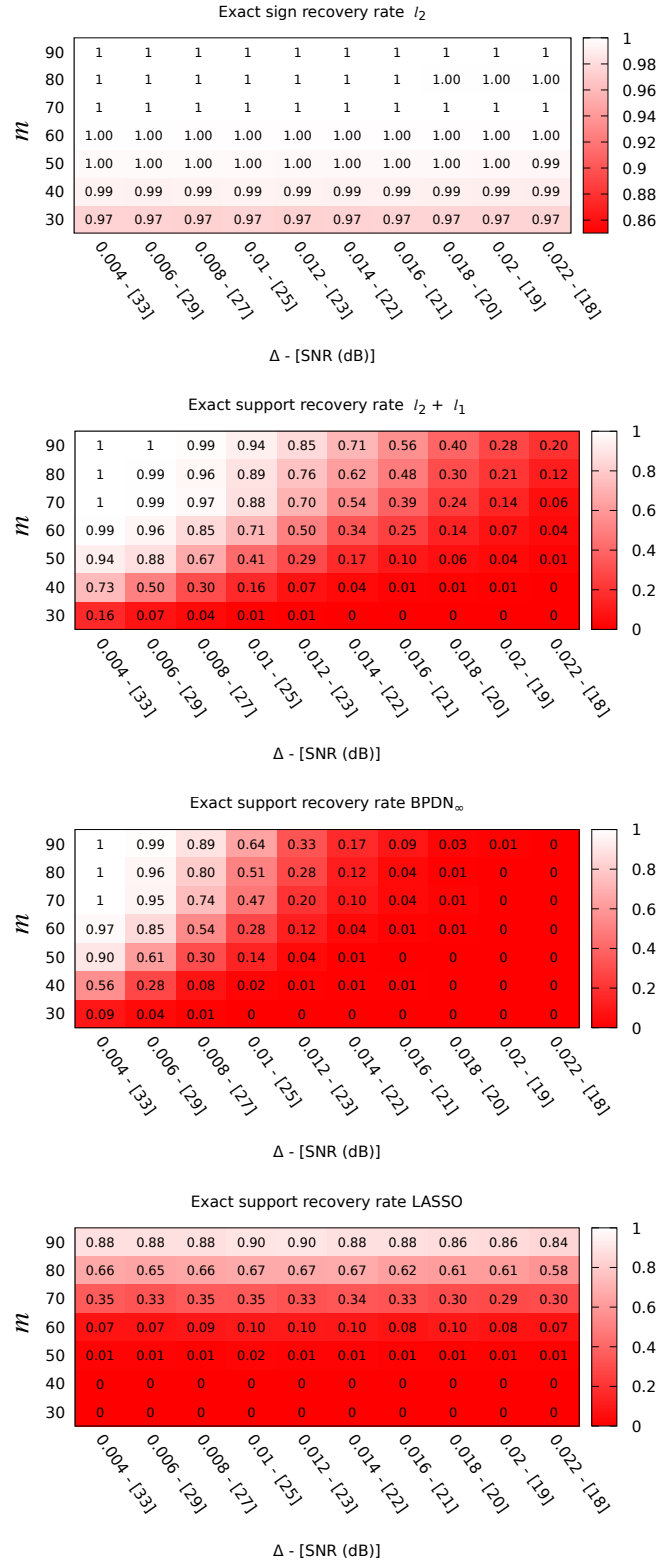 Exact sign recovery rate l₂
90 1 1 1 1 1 1 1 1 1 1 1
80 1 1 1 1 1 1 1 1.00 1.00 1.00 0.98
70 1 1 1 1 1 1 1 1 1 1 0.96
m
60 1.00 1.00 1.00 1.00 1.00 1.00 1.00 1.00 1.00 1.00 0.94
50 1.00 1.00 1.00 1.00 1.00 1.00 1.00 1.00 1.00 0.99 0.92
40 0.99 0.99 0.99 0.99 0.99 0.99 0.99 0.99 0.99 0.99 0.9
30 0.97 0.97 0.97 0.97 0.97 0.97 0.97 0.97 0.97 0.97 0.88
0.86
0.004 - [33]
0.006 - [29]
0.008 - [27]
0.01 - [25]
0.012 - [23]
0.014 - [22]
0.016 - [21]
0.018 - [20]
0.02 - [19]
0.022 - [18]
Δ - [SNR (dB)]
Exact support recovery rate l₂ + l₁
90 1 1 0.99 0.94 0.85 0.71 0.56 0.40 0.28 0.20 1
80 1 0.99 0.96 0.89 0.76 0.62 0.48 0.30 0.21 0.12 0.8
70 1 0.99 0.97 0.88 0.70 0.54 0.39 0.24 0.14 0.06 0.6
m
60 0.99 0.96 0.85 0.71 0.50 0.34 0.25 0.14 0.07 0.04
50 0.94 0.88 0.67 0.41 0.29 0.17 0.10 0.06 0.04 0.01 0.4
40 0.73 0.50 0.30 0.16 0.07 0.04 0.01 0.01 0.01 0 0.2
30 0.16 0.07 0.04 0.01 0.01 0 0 0 0 0 0
0.004 - [33]
0.006 - [29]
0.008 - [27]
0.01 - [25]
0.012 - [23]
0.014 - [22]
0.016 - [21]
0.018 - [20]
0.02 - [19]
0.022 - [18]
Δ - [SNR (dB)]
Exact support recovery rate BPDN∞
90 1 0.99 0.89 0.64 0.33 0.17 0.09 0.03 0.01 0 1
80 1 0.96 0.80 0.51 0.28 0.12 0.04 0.01 0 0 0.8
70 1 0.95 0.74 0.47 0.20 0.10 0.04 0.01 0 0 0.6
m
60 0.97 0.85 0.54 0.28 0.12 0.04 0.01 0.01 0 0
50 0.90 0.61 0.30 0.14 0.04 0.01 0 0 0 0 0.4
40 0.56 0.28 0.08 0.02 0.01 0.01 0.01 0 0 0 0.2
30 0.09 0.04 0.01 0 0 0 0 0 0 0 0
0.004 - [33]
0.006 - [29]
0.008 - [27]
0.01 - [25]
0.012 - [23]
0.014 - [22]
0.016 - [21]
0.018 - [20]
0.02 - [19]
0.022 - [18]
Δ - [SNR (dB)]
Exact support recovery rate LASSO
90 0.88 0.88 0.88 0.90 0.90 0.88 0.88 0.86 0.86 0.84 1
80 0.66 0.65 0.66 0.67 0.67 0.67 0.62 0.61 0.61 0.58 0.8
70 0.35 0.33 0.35 0.35 0.33 0.34 0.33 0.30 0.29 0.30 0.6
m
60 0.07 0.07 0.09 0.10 0.10 0.10 0.08 0.10 0.08 0.07
50 0.01 0.01 0.01 0.02 0.01 0.01 0.01 0.01 0.01 0.01 0.4
40 0 0 0 0 0 0 0 0 0 0 0.2
30 0 0 0 0 0 0 0 0 0 0 0
0.004 - [33]
0.006 - [29]
0.008 - [27]
0.01 - [25]
0.012 - [23]
0.014 - [22]
0.016 - [21]
0.018 - [20]
0.02 - [19]
0.022 - [18]
Δ - [SNR (dB)]